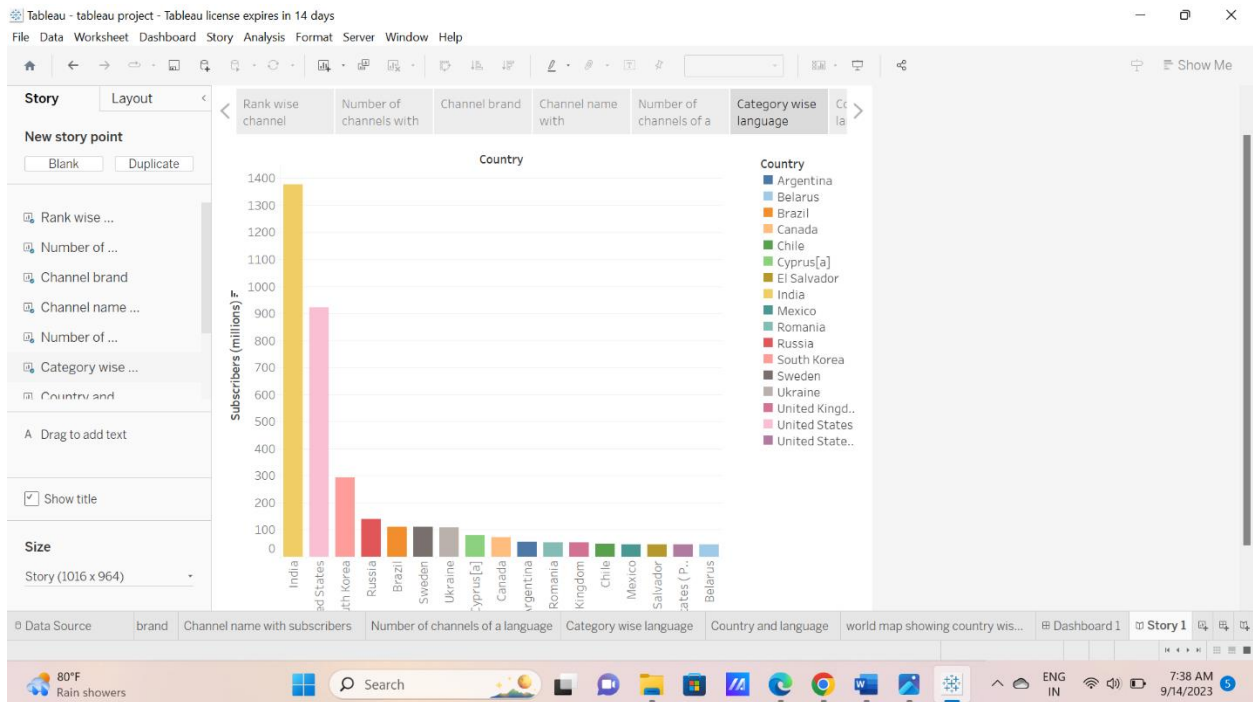 Tableau - tableau project - Tableau license expires in 14 days
File Data Worksheet Dashboard Story Analysis Format Server Window Help
Show Me
Story Layout
New story point
Blank Duplicate
Rank wise ...
Number of ...
Channel brand
Channel name ...
Number of ...
Category wise ...
Country and
A Drag to add text
Show title
Size
Story (1016 x 964)
Rank wise
channel
Number of
channels with
Channel brand
Channel name
with
Number of
channels of a
Category wise
language
Country
Subscribers (millions)
1400
1300
1200
1100
1000
900
800
700
600
500
400
300
200
100
0
India
ed States
uth Korea
Russia
Brazil
Sweden
Ukraine
yprus[a]
Canada
rgentina
Romania
Kingdom
Chile
Mexico
Salvador
tates ( P..
Belarus
Country
Argentina
Belarus
Brazil
Canada
Chile
Cyprus[a]
El Salvador
India
Mexico
Romania
Russia
South Korea
Sweden
Ukraine
United Kingd..
United States
United State..
Data Source brand Channel name with subscribers Number of channels of a language Category wise language Country and language world map showing country wis... Dashboard 1 Story 1
80°F
Rain showers
Search
ENG
IN
7:38 AM
9/14/2023
5